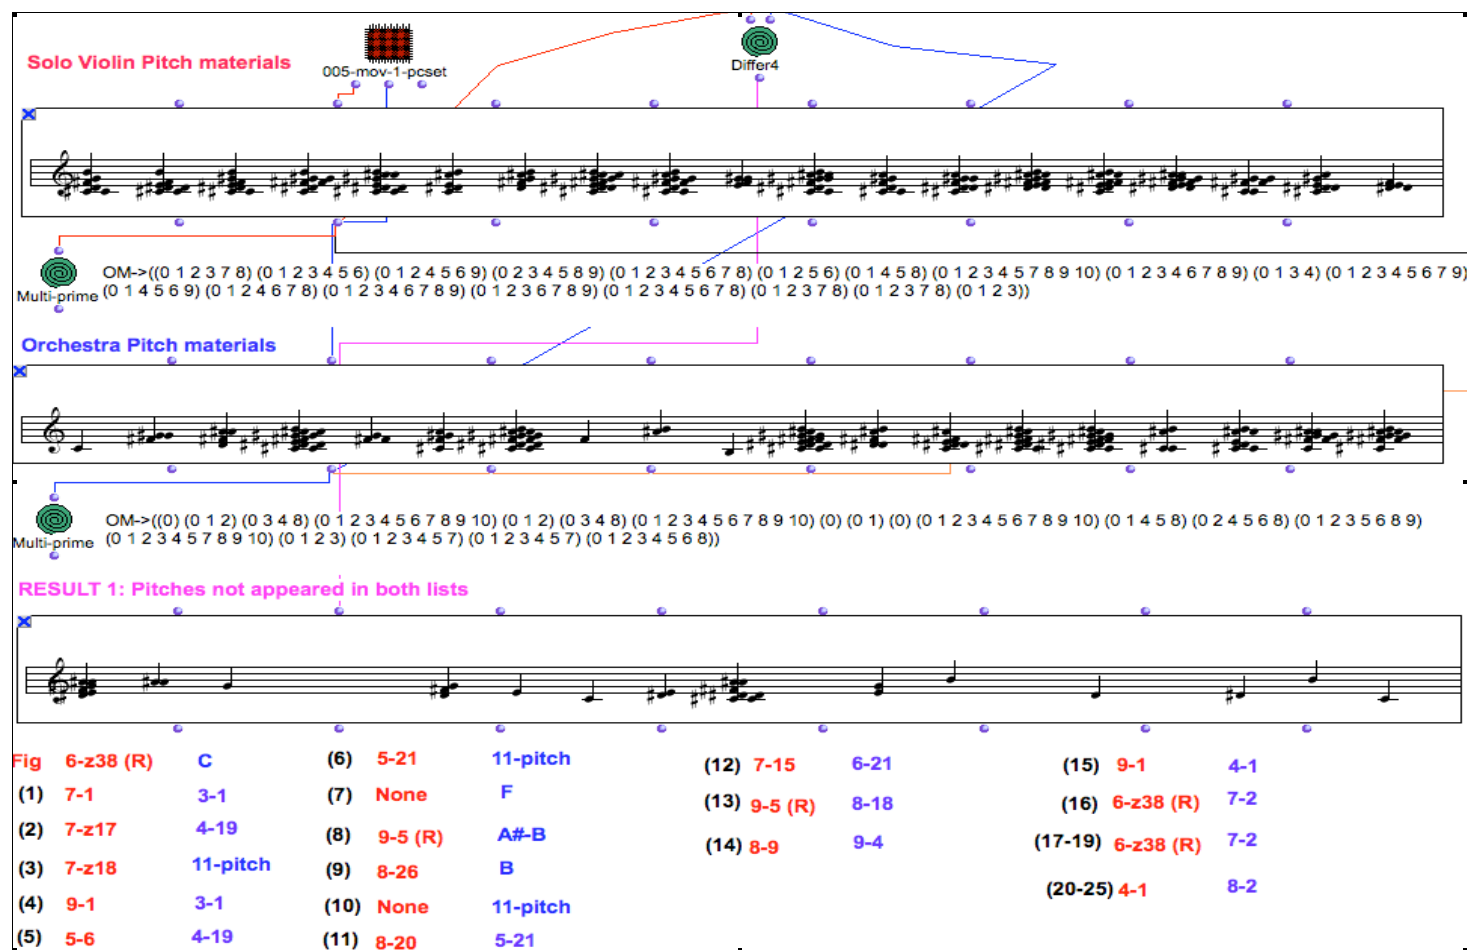 Solo Violin Pitch materials
005-mov-1-pcset
Differ4
OM->((0 1 2 3 7 8) (0 1 2 3 4 5 6) (0 1 2 4 5 6 9) (0 2 3 4 5 8 9) (0 1 2 3 4 5 6 7 8) (0 1 2 5 6) (0 1 4 5 8) (0 1 2 3 4 5 7 8 9 10) (0 1 2 3 4 6 7 8 9) (0 1 3 4) (0 1 2 3 4 5 6 7 9)
Multi-prime (0 1 4 5 6 9) (0 1 2 4 6 7 8) (0 1 2 3 4 6 7 8 9) (0 1 2 3 6 7 8 9) (0 1 2 3 4 5 6 7 8) (0 1 2 3 7 8) (0 1 2 3 7 8) (0 1 2 3))
Orchestra Pitch materials
OM->((0) (0 1 2) (0 3 4 8) (0 1 2 3 4 5 6 7 8 9 10) (0 1 2) (0 3 4 8) (0 1 2 3 4 5 6 7 8 9 10) (0) (0 1) (0) (0 1 2 3 4 5 6 7 8 9 10) (0 1 4 5 8) (0 2 4 5 6 8) (0 1 2 3 5 6 8 9)
Multi-prime (0 1 2 3 4 5 7 8 9 10) (0 1 2 3) (0 1 2 3 4 5 7) (0 1 2 3 4 5 7) (0 1 2 3 4 5 6 8))
RESULT 1: Pitches not appeared in both lists
Fig 6-z38 (R) C
(1) 7-1 3-1
(2) 7-z17 4-19
(3) 7-z18 11-pitch
(4) 9-1 3-1
(5) 5-6 4-19
(6) 5-21 11-pitch
(7) None F
(8) 9-5 (R) A#-B
(9) 8-26 B
(10) None 11-pitch
(11) 8-20 5-21
(12) 7-15 6-21
(13) 9-5 (R) 8-18
(14) 8-9 9-4
(15) 9-1 4-1
(16) 6-z38 (R) 7-2
(17-19) 6-z38 (R) 7-2
(20-25) 4-1 8-2